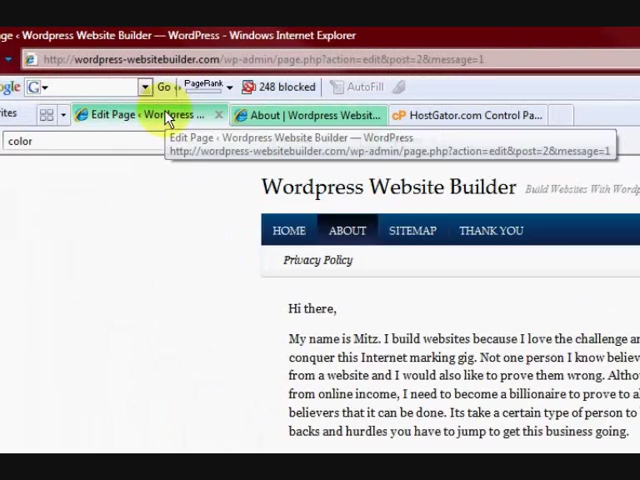 ge ‹ Wordpress Website Builder — WordPress - Windows Internet Explorer
http://wordpress-websitebuilder.com/wp-admin/page.php?action=edit&post=2&message=1
ogle G Go PageRank 248 blocked AutoFill
rites Edit Page ‹ Wordpress ... About | Wordpress Websit... cP HostGator.com Control Pa...
color
Edit Page ‹ Wordpress Website Builder — WordPress
http://wordpress-websitebuilder.com/wp-admin/page.php?action=edit&post=2&message=1
Wordpress Website Builder Build Websites With Wordp
HOME ABOUT SITEMAP THANK YOU
Privacy Policy
Hi there,
My name is Mitz. I build websites because I love the challenge an
conquer this Internet marking gig. Not one person I know believe
from a website and I would also like to prove them wrong. Altho
from online income, I need to become a billionaire to prove to al
believers that it can be done. Its take a certain type of person to
backs and hurdles you have to jump to get this business going.